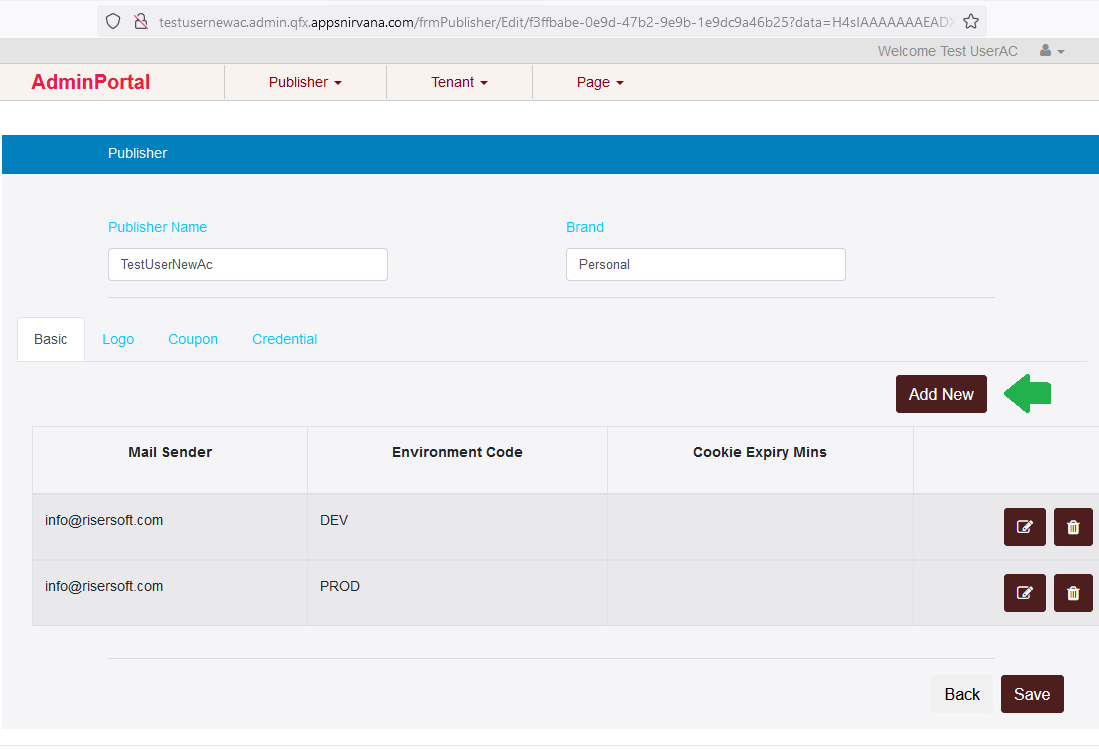 testusernewac.admin.qfx.appsnirvana.com/frmPublisher/Edit/f3ffbabe-0e9d-47b2-9e9b-1e9dc9a46b25?data=H4sIAAAAAAAEADX
Welcome Test UserAC
AdminPortal Publisher Tenant Page
Publisher
Publisher Name Brand
TestUserNewAc Personal
Basic Logo Coupon Credential
Add New
Mail Sender Environment Code Cookie Expiry Mins
info@risersoft.com DEV
info@risersoft.com PROD
Back Save